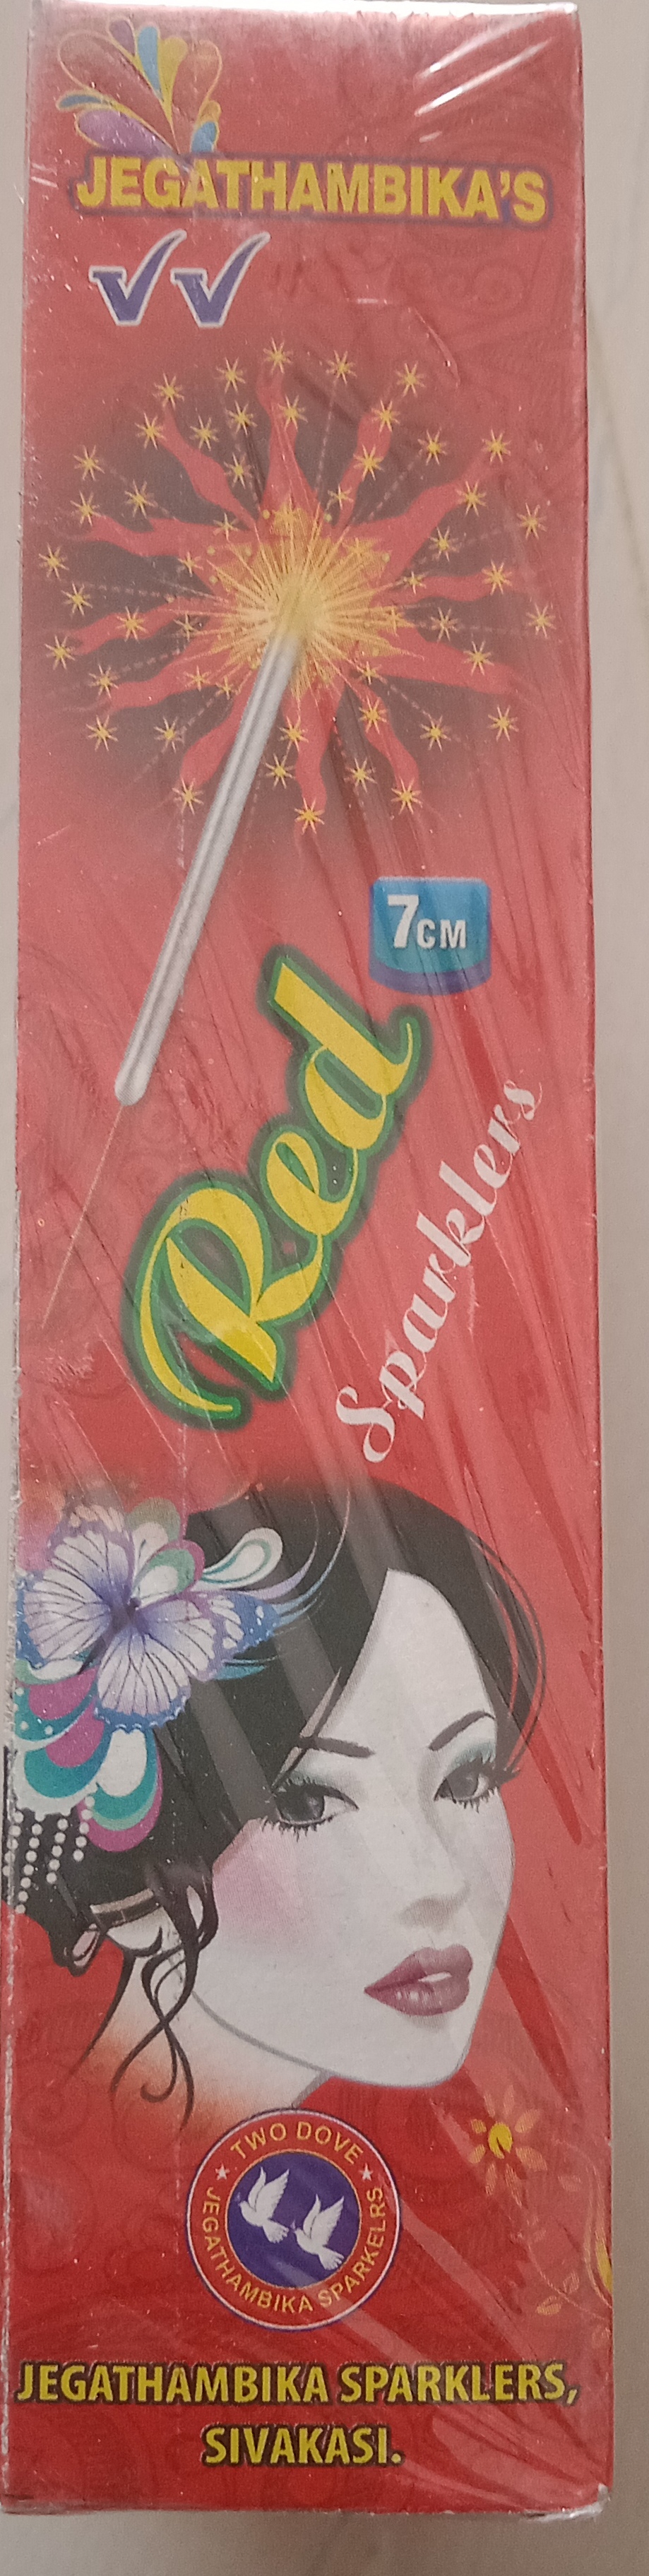 JEGATHAMBIKA'S
VV
7CM
Red
Sparklers
TWO DOVE
JEGATHAMBIKA SPARKELRS
JEGATHAMBIKA SPARKLERS,
SIVAKASI.